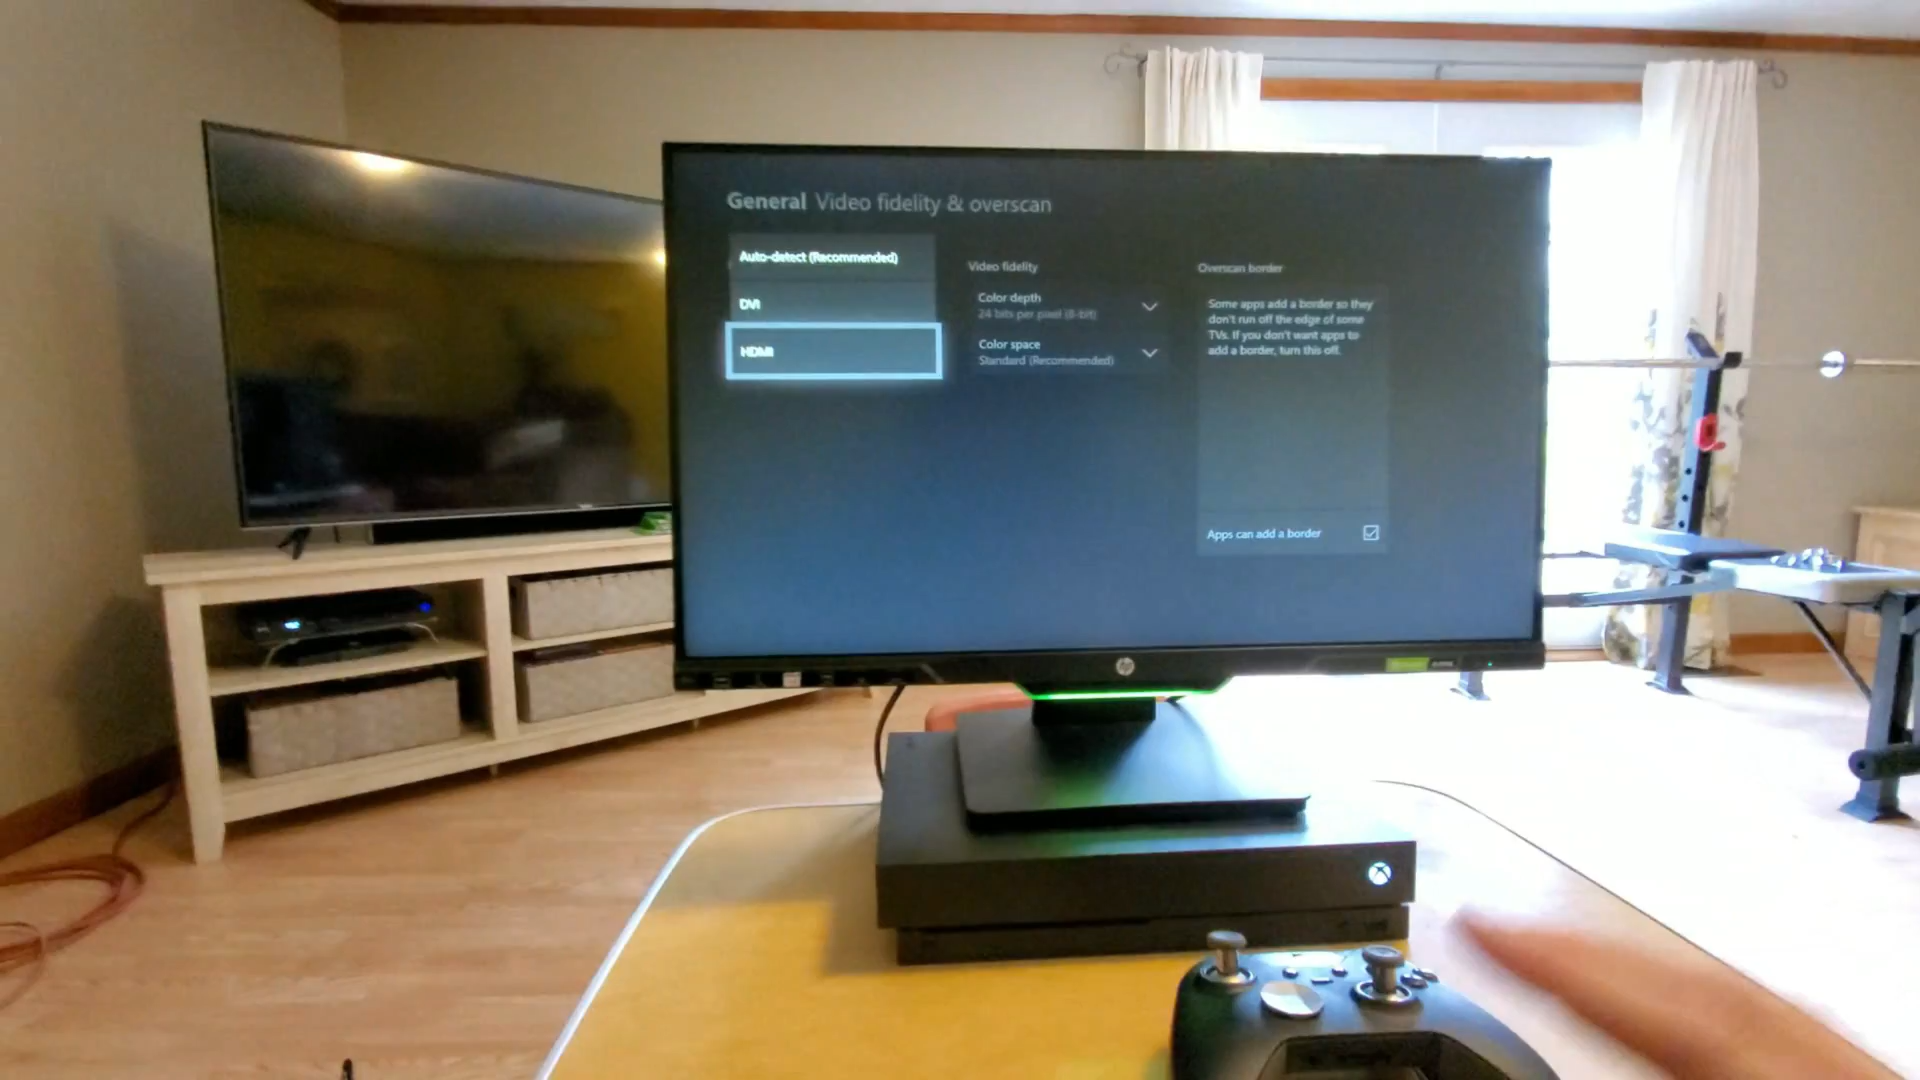 General Video fidelity & overscan
Auto-detect (Recommended)
DVI
HDMI
Video fidelity
Color depth
24 bits per pixel (8-bit)
Color space
Standard (Recommended)
Overscan border
Some apps add a border so they
don't run off the edge of some
TVs. If you don't want apps to
add a border, turn this off.
Apps can add a border
hp